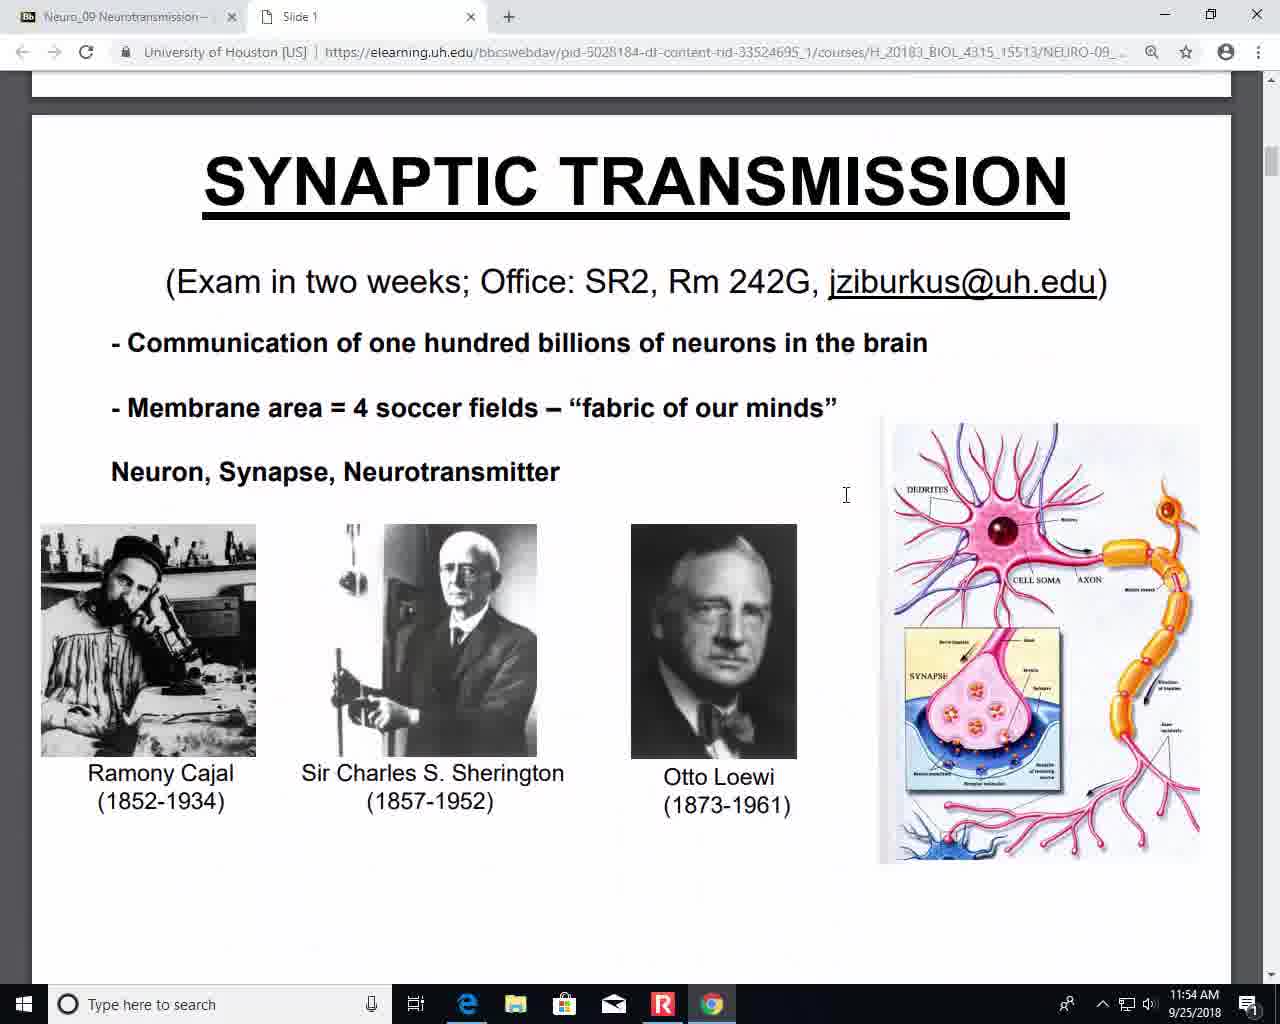 Neuro_09 Neurotransmission –
Slide 1
University of Houston [US]
https://elearning.uh.edu/bbcswebdav/pid-5028184-dt-content-rid-33524695_1/courses/H_20183_BIOL_4315_15513/NEURO-09_...
SYNAPTIC TRANSMISSION
(Exam in two weeks; Office: SR2, Rm 242G, jziburkus@uh.edu)
- Communication of one hundred billions of neurons in the brain
- Membrane area = 4 soccer fields – “fabric of our minds”
Neuron, Synapse, Neurotransmitter
DEDRITES
CELL SOMA
AXON
SYNAPSE
Ramony Cajal
(1852-1934)
Sir Charles S. Sherington
(1857-1952)
Otto Loewi
(1873-1961)
Type here to search
11:54 AM
9/25/2018